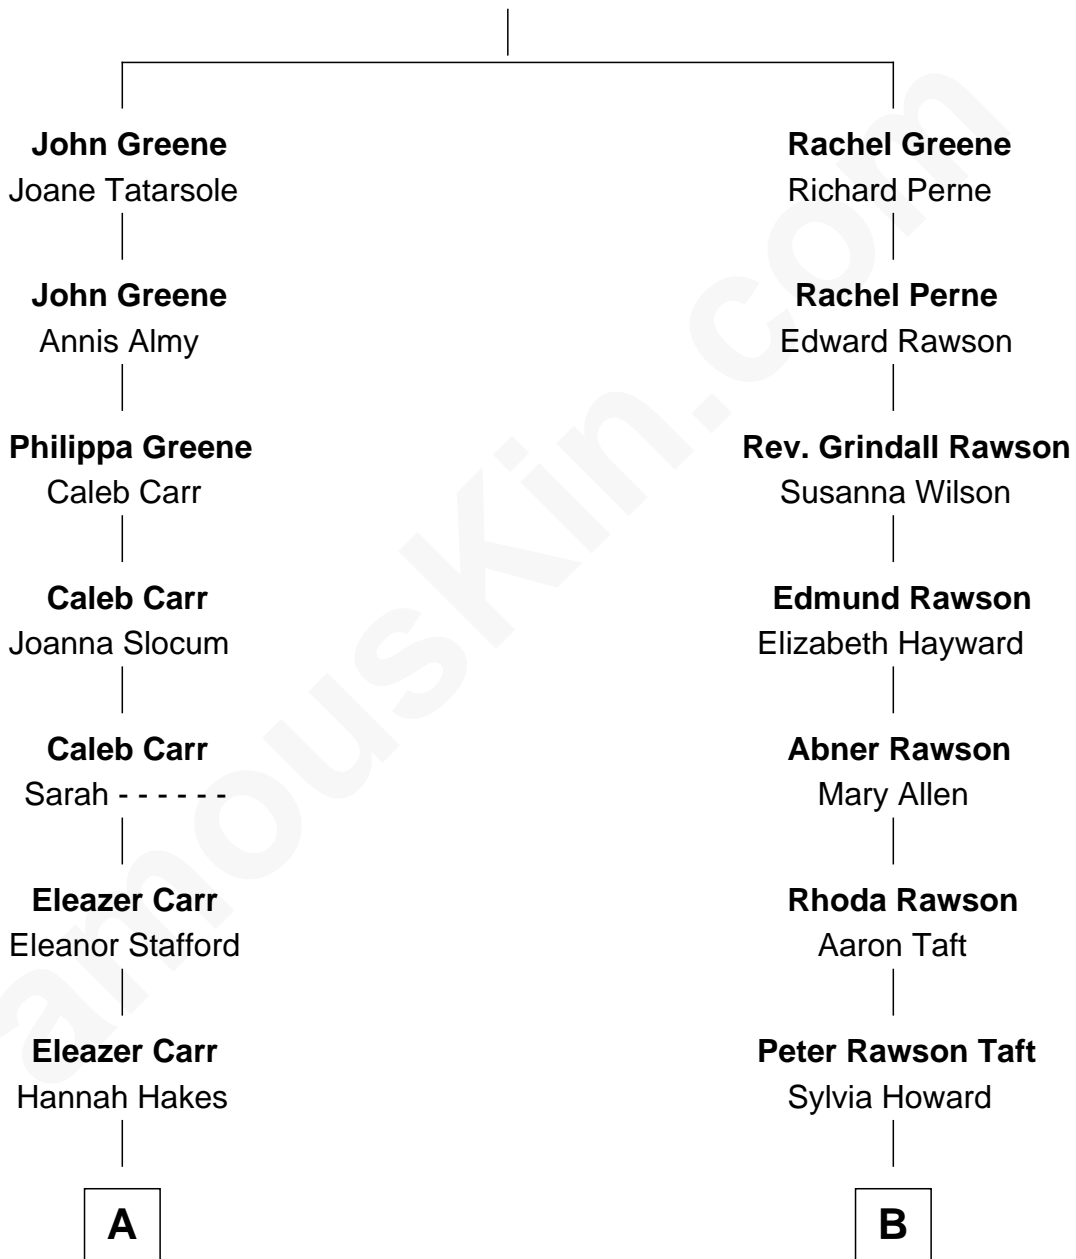 John Greene
Joane Tatarsole
John Greene
Annis Almy
Philippa Greene
Caleb Carr
Caleb Carr
Joanna Slocum
Caleb Carr
Sarah - - - - - -
Eleazer Carr
Eleanor Stafford
Eleazer Carr
Hannah Hakes
A
Rachel Greene
Richard Perne
Rachel Perne
Edward Rawson
Rev. Grindall Rawson
Susanna Wilson
Edmund Rawson
Elizabeth Hayward
Abner Rawson
Mary Allen
Rhoda Rawson
Aaron Taft
Peter Rawson Taft
Sylvia Howard
B
amousKin.com